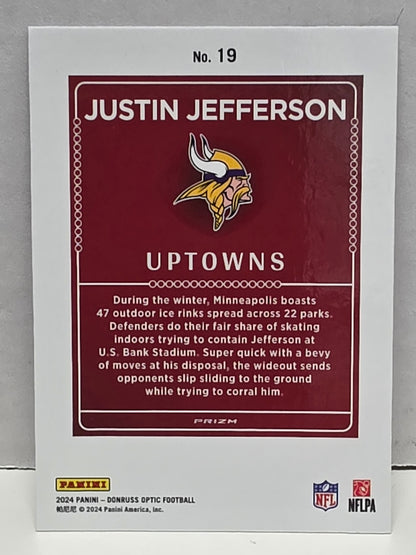 No. 19
JUSTIN JEFFERSON
UPTOWNS
During the winter, Minneapolis boasts
47 outdoor ice rinks spread across 22 parks.
Defenders do their fair share of skating
indoors trying to contain Jefferson at
U.S. Bank Stadium. Super quick with a bevy
of moves at his disposal, the wideout sends
opponents slip sliding to the ground
while trying to corral him.
PRIZM
PANINI
2024 PANINI – DONRUSS OPTIC FOOTBALL
帕尼尼 © 2024 Panini America, Inc.
NFL
NFLPA